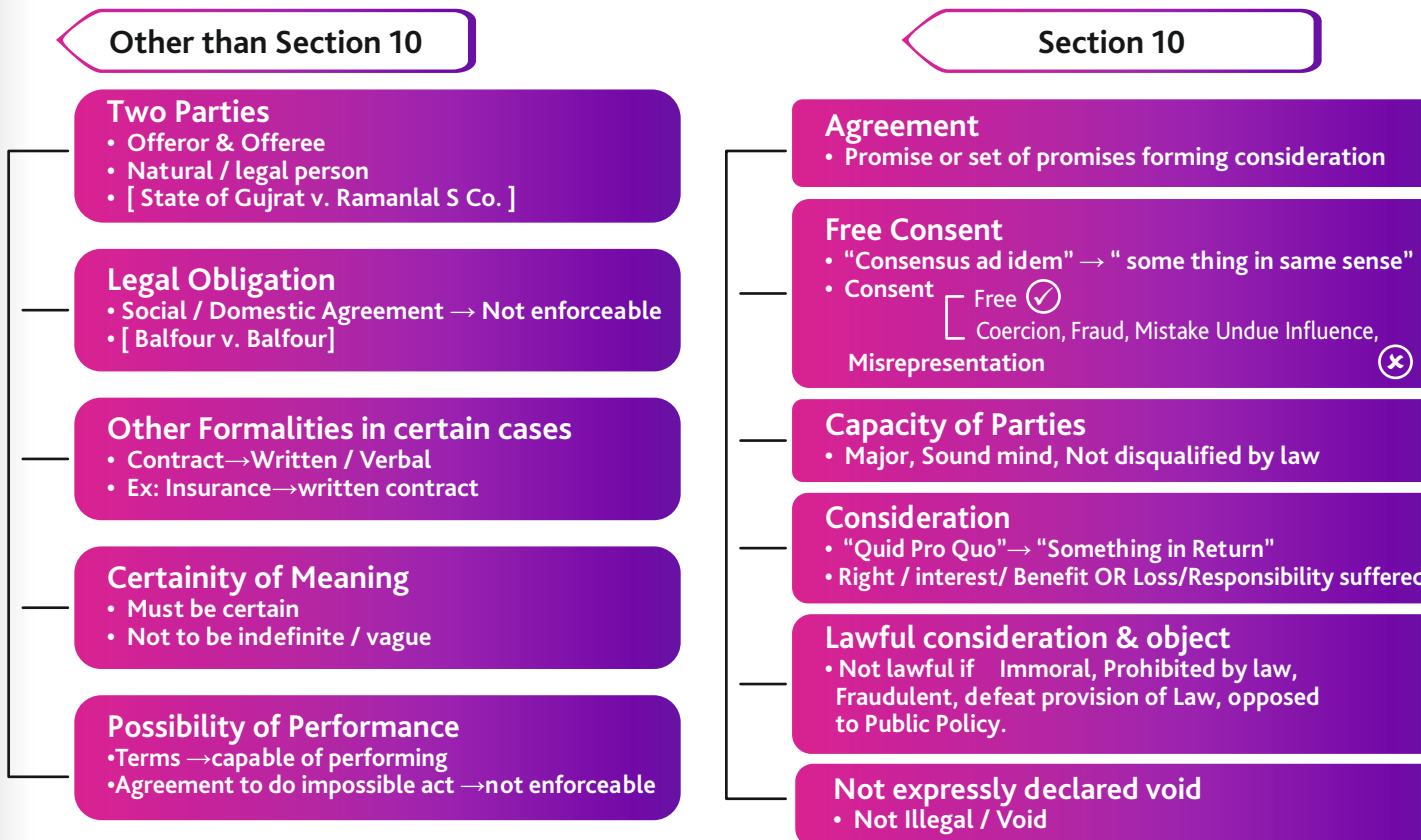 Other than Section 10
Two Parties
• Offeror & Offeree
• Natural / legal person
• [ State of Gujrat v. Ramanlal S Co. ]
Legal Obligation
• Social / Domestic Agreement → Not enforceable
• [ Balfour v. Balfour]
Other Formalities in certain cases
• Contract→Written / Verbal
• Ex: Insurance→written contract
Certainity of Meaning
• Must be certain
• Not to be indefinite / vague
Possibility of Performance
•Terms →capable of performing
•Agreement to do impossible act →not enforceable
Section 10
Agreement
• Promise or set of promises forming consideration
Free Consent
• “Consensus ad idem” → “ some thing in same sense”
• Consent
Free ✓
Coercion, Fraud, Mistake Undue Influence,
Misrepresentation ✗
Capacity of Parties
• Major, Sound mind, Not disqualified by law
Consideration
• “Quid Pro Quo”→ “Something in Return”
• Right / interest/ Benefit OR Loss/Responsibility suffered
Lawful consideration & object
• Not lawful if Immoral, Prohibited by law,
Fraudulent, defeat provision of Law, opposed
to Public Policy.
Not expressly declared void
• Not Illegal / Void